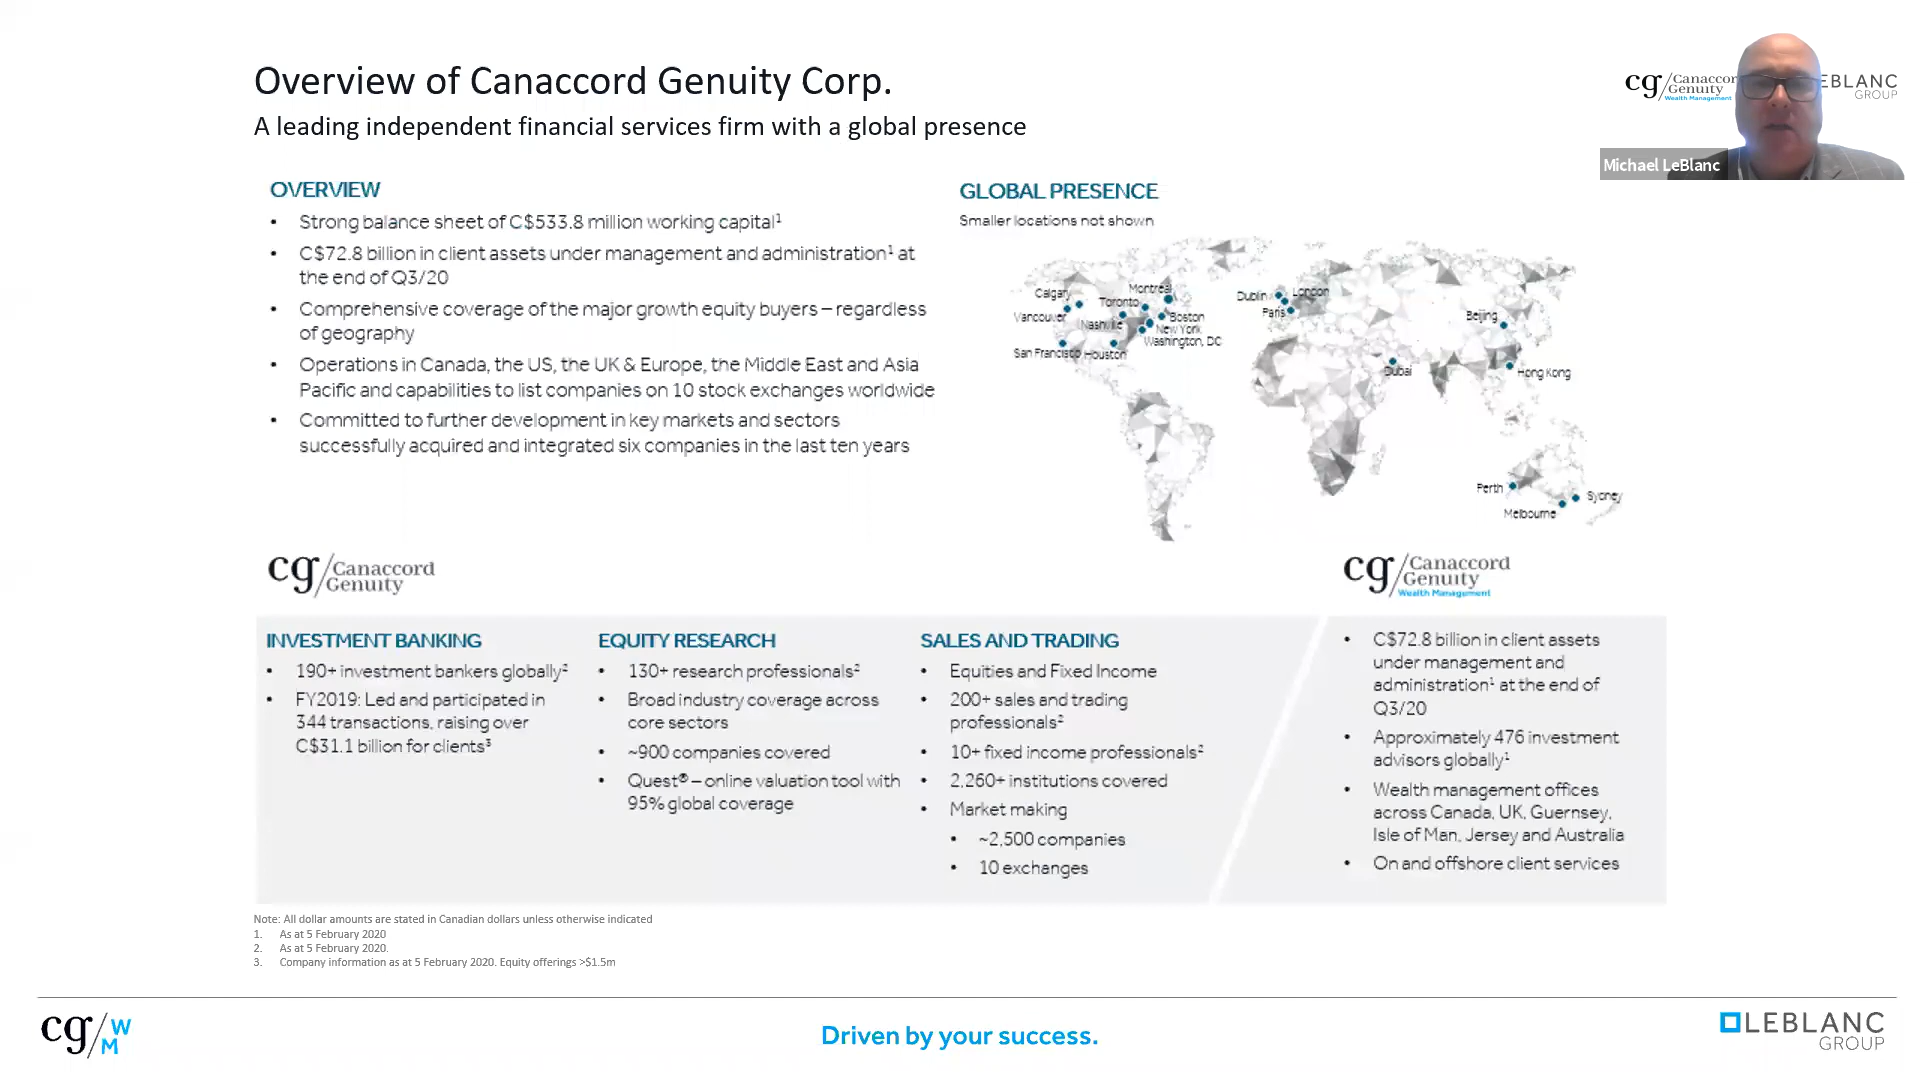 Overview of Canaccord Genuity Corp.
A leading independent financial services firm with a global presence
cg/Canaccor
Genuity
Wealth Management
EBLANC
GROUP
Michael LeBlanc
OVERVIEW
• Strong balance sheet of C$533.8 million working capital¹
• C$72.8 billion in client assets under management and administration¹ at
the end of Q3/20
• Comprehensive coverage of the major growth equity buyers – regardless
of geography
• Operations in Canada, the US, the UK & Europe, the Middle East and Asia
Pacific and capabilities to list companies on 10 stock exchanges worldwide
• Committed to further development in key markets and sectors
successfully acquired and integrated six companies in the last ten years
GLOBAL PRESENCE
Smaller locations not shown
Calgary
Vancouver
San Francisco
Houston
Nashville
Toronto
Montreal
Boston
New York
Washington, DC
Dublin
London
Paris
Dubai
Beijing
Hong Kong
Perth
Melbourne
Sydney
cg/Canaccord
Genuity
cg/Canaccord
Genuity
Wealth Management
INVESTMENT BANKING
• 190+ investment bankers globally²
• FY2019: Led and participated in
344 transactions, raising over
C$31.1 billion for clients³
EQUITY RESEARCH
• 130+ research professionals²
• Broad industry coverage across
core sectors
• ~900 companies covered
• Quest® – online valuation tool with
95% global coverage
SALES AND TRADING
• Equities and Fixed Income
• 200+ sales and trading
professionals²
• 10+ fixed income professionals²
• 2,260+ institutions covered
• Market making
• ~2,500 companies
• 10 exchanges
• C$72.8 billion in client assets
under management and
administration¹ at the end of
Q3/20
• Approximately 476 investment
advisors globally¹
• Wealth management offices
across Canada, UK, Guernsey,
Isle of Man, Jersey and Australia
• On and offshore client services
Note: All dollar amounts are stated in Canadian dollars unless otherwise indicated
1. As at 5 February 2020
2. As at 5 February 2020.
3. Company information as at 5 February 2020. Equity offerings >$1.5m
cg/WM
Driven by your success.
LEBLANC
GROUP